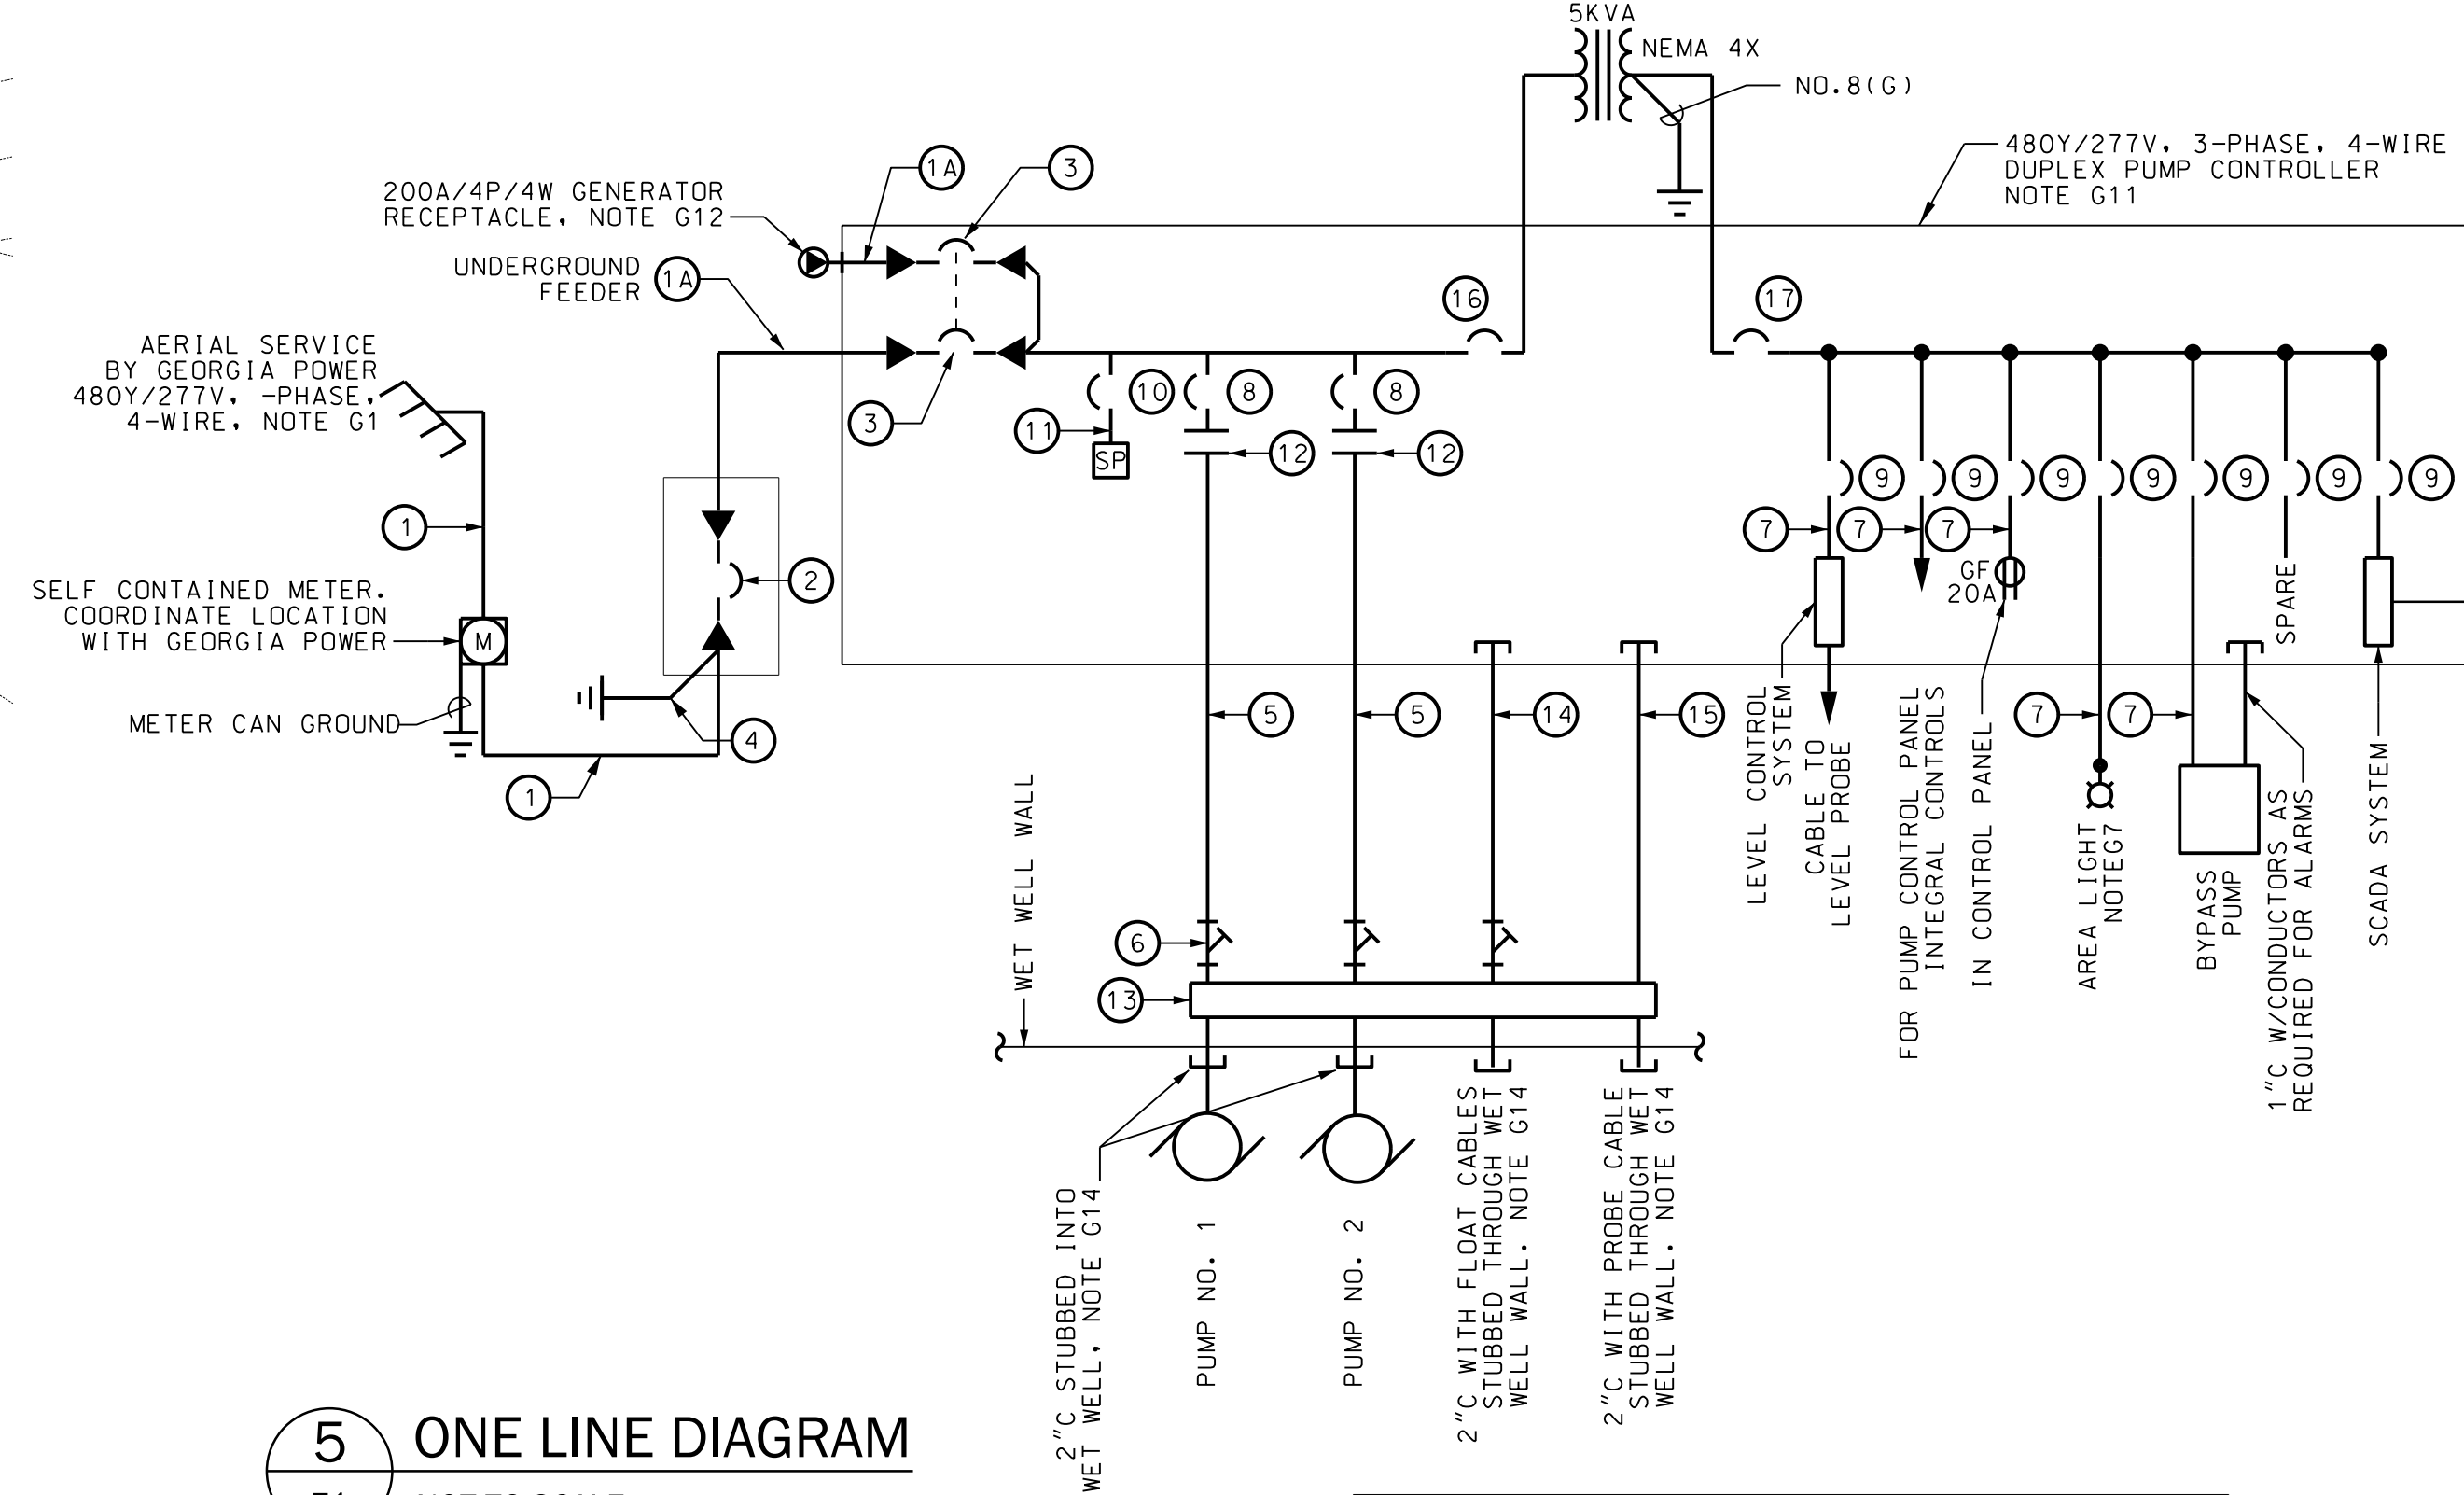 5KVA
NEMA 4X
NO.8(G)
480Y/277V, 3-PHASE, 4-WIRE
DUPLEX PUMP CONTROLLER
NOTE G11
200A/4P/4W GENERATOR
RECEPTACLE, NOTE G12
1A
3
UNDERGROUND
FEEDER
1A
16
17
AERIAL SERVICE
BY GEORGIA POWER
480Y/277V, -PHASE,
4-WIRE, NOTE G1
3
10
8
8
11
SP
12
12
9
9
9
9
9
9
9
1
7
7
7
2
GF
20A
SPARE
SELF CONTAINED METER.
COORDINATE LOCATION
WITH GEORGIA POWER
M
METER CAN GROUND
4
5
5
14
15
7
7
1
LEVEL CONTROL
SYSTEM
CABLE TO
LEVEL PROBE
FOR PUMP CONTROL PANEL
INTEGRAL CONTROLS
IN CONTROL PANEL
AREA LIGHT
NOTEG7
BYPASS
PUMP
1"C W/CONDUCTORS AS
REQUIRED FOR ALARMS
SCADA SYSTEM
WET WELL WALL
6
13
2"C STUBBED INTO
WET WELL, NOTE G14
PUMP NO. 1
PUMP NO. 2
2"C WITH FLOAT CABLES
STUBBED THROUGH WET
WELL WALL. NOTE G14
2"C WITH PROBE CABLE
STUBBED THROUGH WET
WELL WALL. NOTE G14
5
ONE LINE DIAGRAM